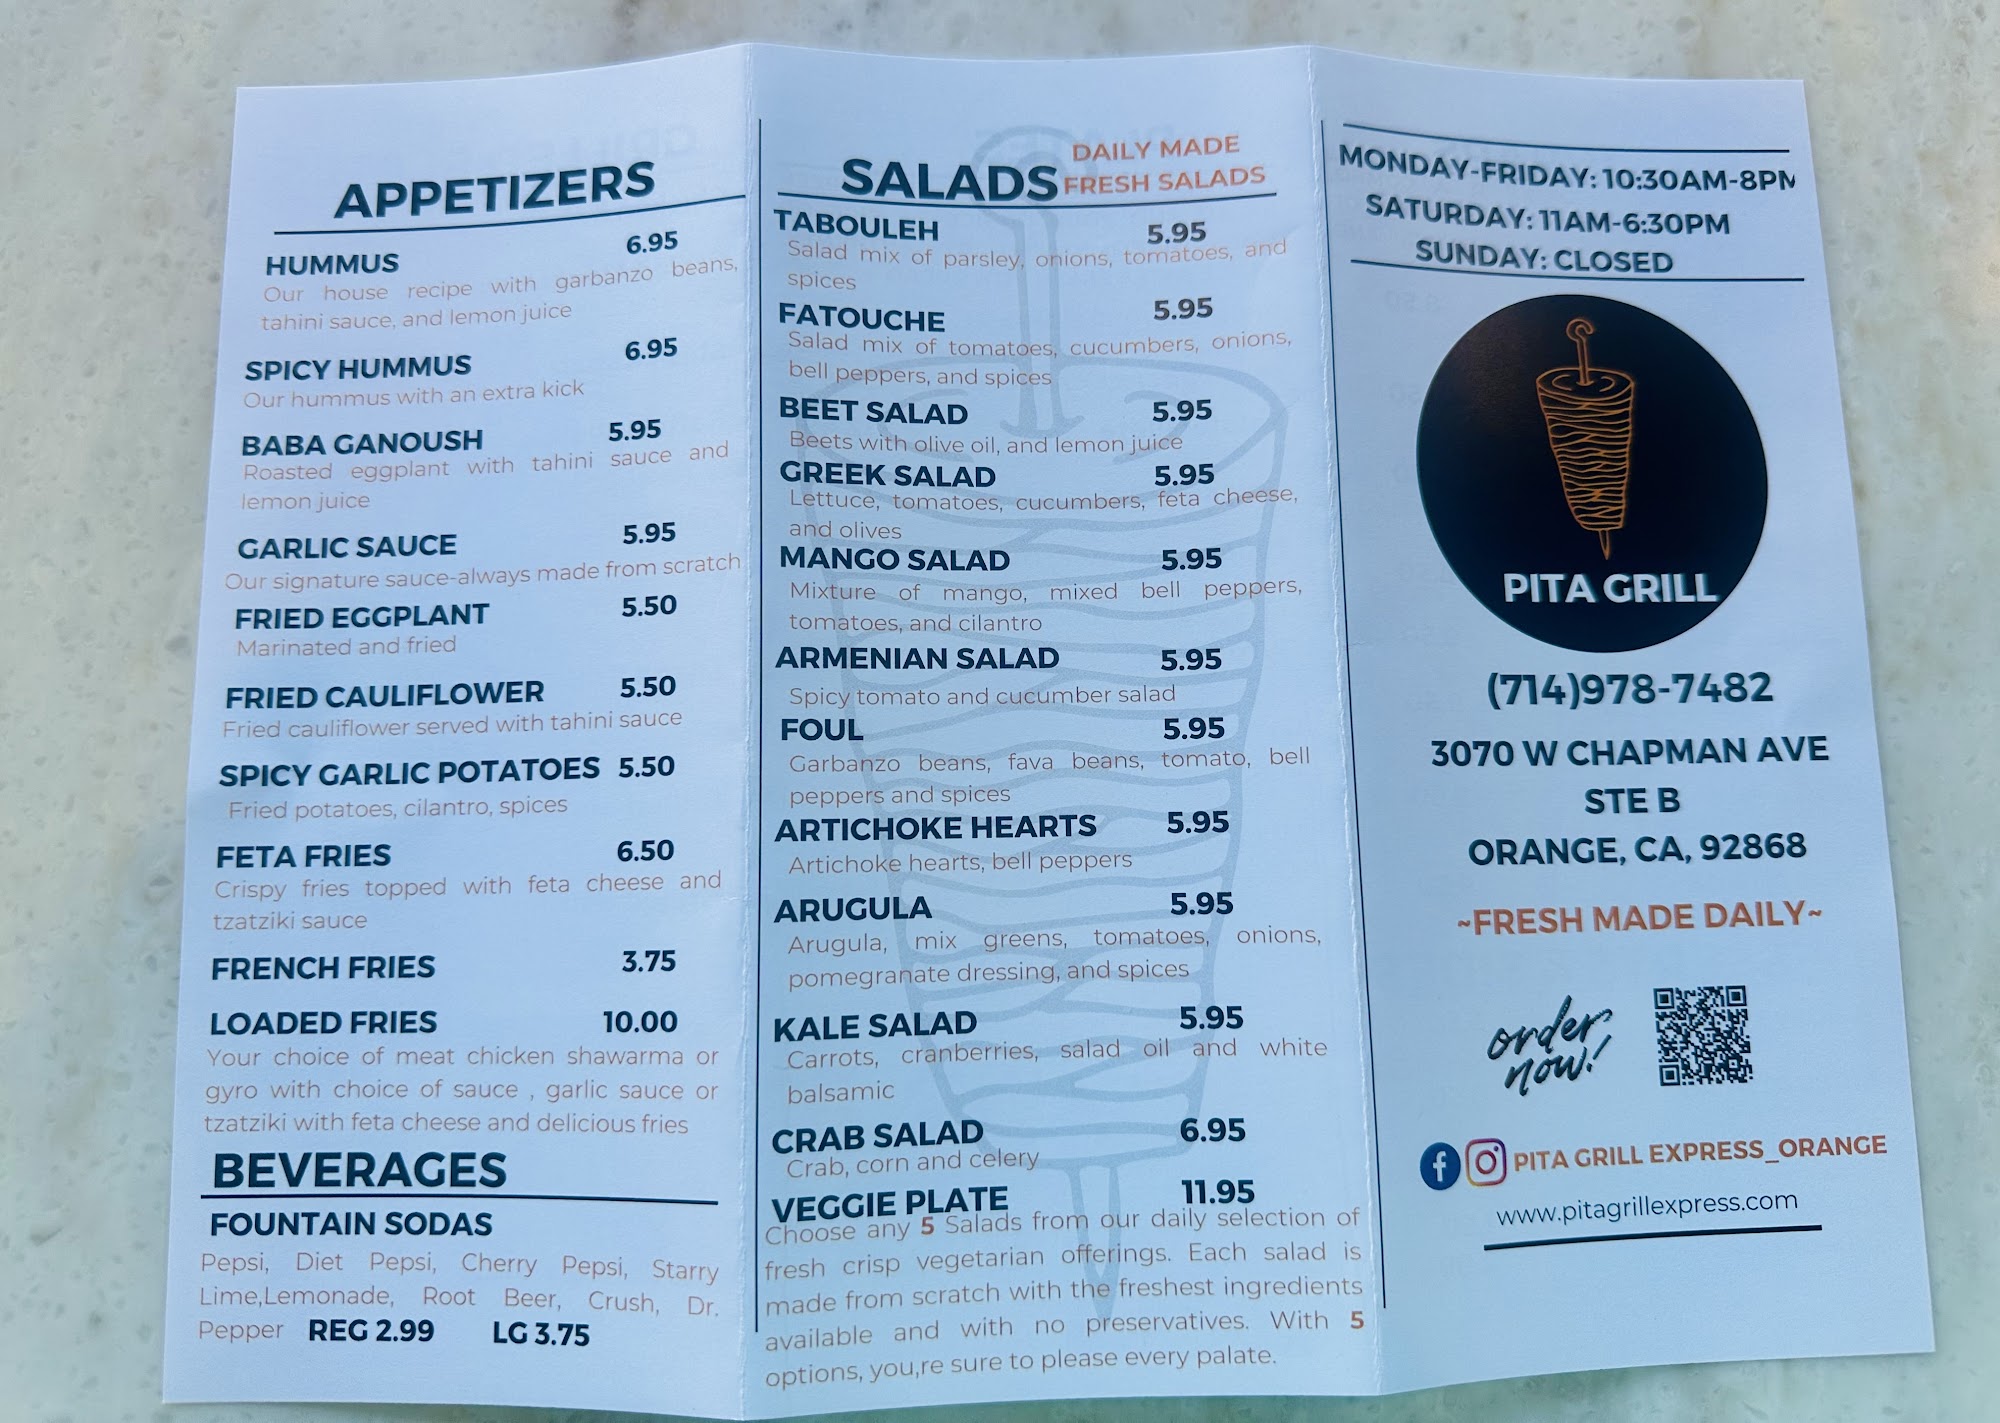 APPETIZERS
HUMMUS 6.95
Our house recipe with garbanzo beans,
tahini sauce, and lemon juice
SPICY HUMMUS 6.95
Our hummus with an extra kick
BABA GANOUSH 5.95
Roasted eggplant with tahini sauce and
lemon juice
GARLIC SAUCE 5.95
Our signature sauce-always made from scratch
FRIED EGGPLANT 5.50
Marinated and fried
FRIED CAULIFLOWER 5.50
Fried cauliflower served with tahini sauce
SPICY GARLIC POTATOES 5.50
Fried potatoes, cilantro, spices
FETA FRIES 6.50
Crispy fries topped with feta cheese and
tzatziki sauce
FRENCH FRIES 3.75
LOADED FRIES 10.00
Your choice of meat chicken shawarma or
gyro with choice of sauce , garlic sauce or
tzatziki with feta cheese and delicious fries
BEVERAGES
FOUNTAIN SODAS
Pepsi, Diet Pepsi, Cherry Pepsi, Starry
Lime,Lemonade, Root Beer, Crush, Dr.
Pepper REG 2.99 LG 3.75
SALADS DAILY MADE
FRESH SALADS
TABOULEH 5.95
Salad mix of parsley, onions, tomatoes, and
spices
FATOUCHE 5.95
Salad mix of tomatoes, cucumbers, onions,
bell peppers, and spices
BEET SALAD 5.95
Beets with olive oil, and lemon juice
GREEK SALAD 5.95
Lettuce, tomatoes, cucumbers, feta cheese,
and olives
MANGO SALAD 5.95
Mixture of mango, mixed bell peppers,
tomatoes, and cilantro
ARMENIAN SALAD 5.95
Spicy tomato and cucumber salad
FOUL 5.95
Garbanzo beans, fava beans, tomato, bell
peppers and spices
ARTICHOKE HEARTS 5.95
Artichoke hearts, bell peppers
ARUGULA 5.95
Arugula, mix greens, tomatoes, onions,
pomegranate dressing, and spices
KALE SALAD 5.95
Carrots, cranberries, salad oil and white
balsamic
CRAB SALAD 6.95
Crab, corn and celery
VEGGIE PLATE 11.95
Choose any 5 Salads from our daily selection of
fresh crisp vegetarian offerings. Each salad is
made from scratch with the freshest ingredients
available and with no preservatives. With 5
options, you,re sure to please every palate.
MONDAY-FRIDAY: 10:30AM-8PM
SATURDAY: 11AM-6:30PM
SUNDAY: CLOSED
PITA GRILL
(714)978-7482
3070 W CHAPMAN AVE
STE B
ORANGE, CA, 92868
~FRESH MADE DAILY~
order
now!
PITA GRILL EXPRESS_ORANGE
www.pitagrillexpress.com